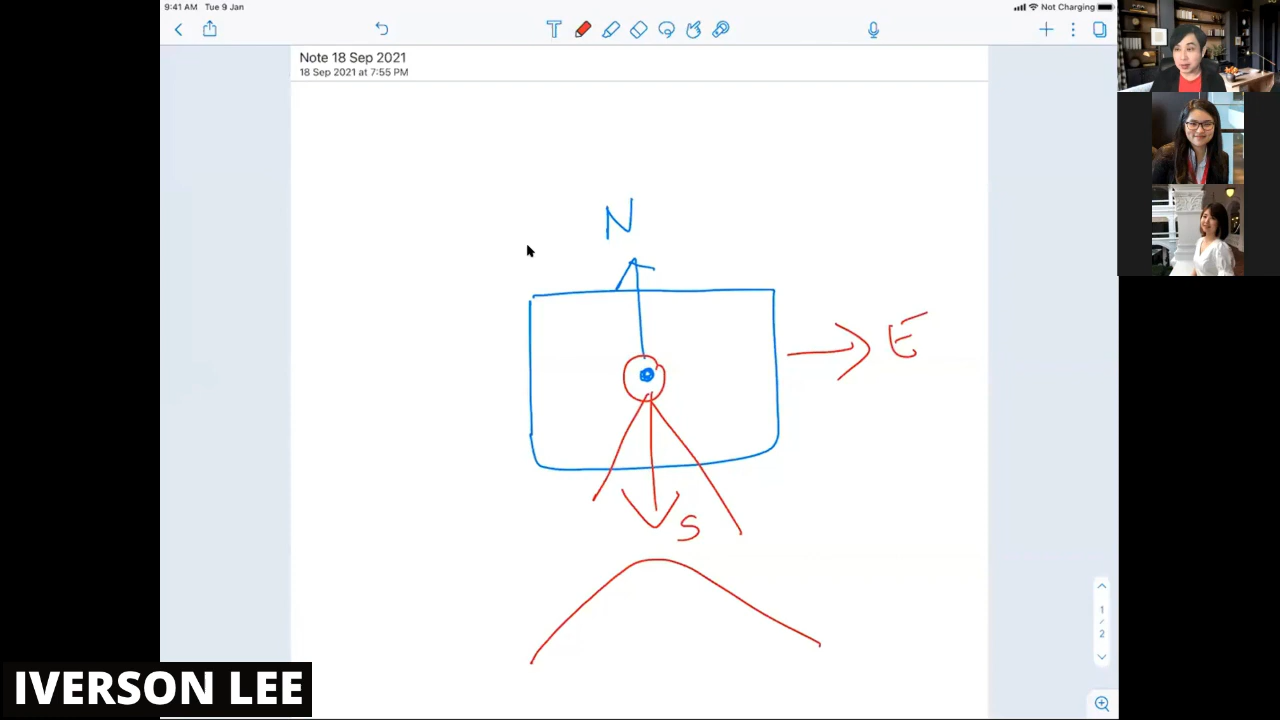 9:41 AM Tue 9 Jan
Not Charging
T
Note 18 Sep 2021
18 Sep 2021 at 7:55 PM
N
E
S
1
/
2
IVERSON LEE